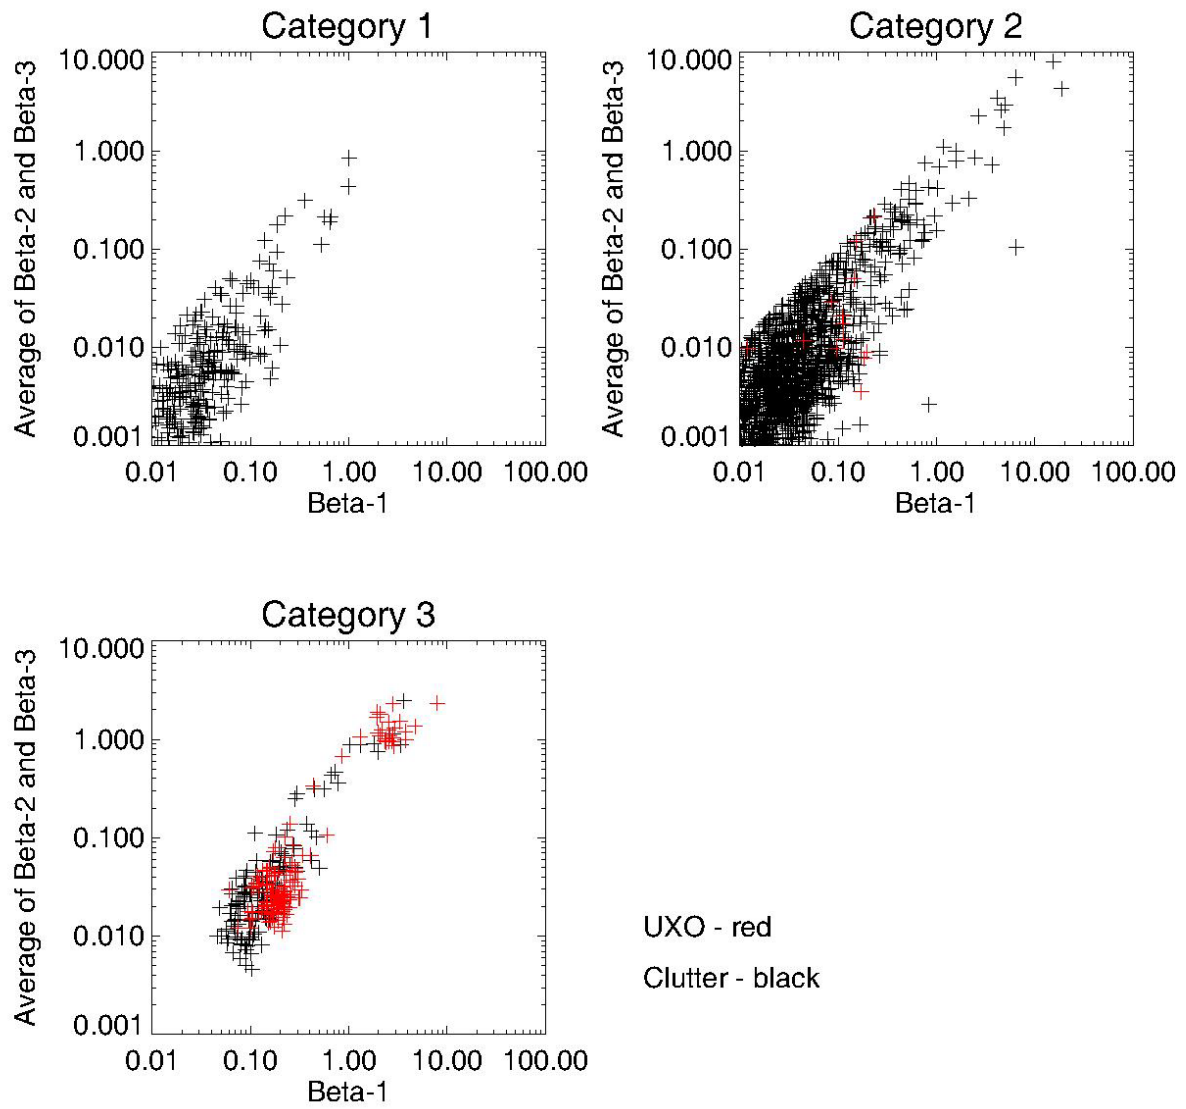 Category 1
Average of Beta-2 and Beta-3
10.000
1.000
0.100
0.010
0.001
0.01 0.10 1.00 10.00 100.00
Beta-1
Category 2
Average of Beta-2 and Beta-3
10.000
1.000
0.100
0.010
0.001
0.01 0.10 1.00 10.00 100.00
Beta-1
Category 3
Average of Beta-2 and Beta-3
10.000
1.000
0.100
0.010
0.001
0.01 0.10 1.00 10.00 100.00
Beta-1
UXO - red
Clutter - black